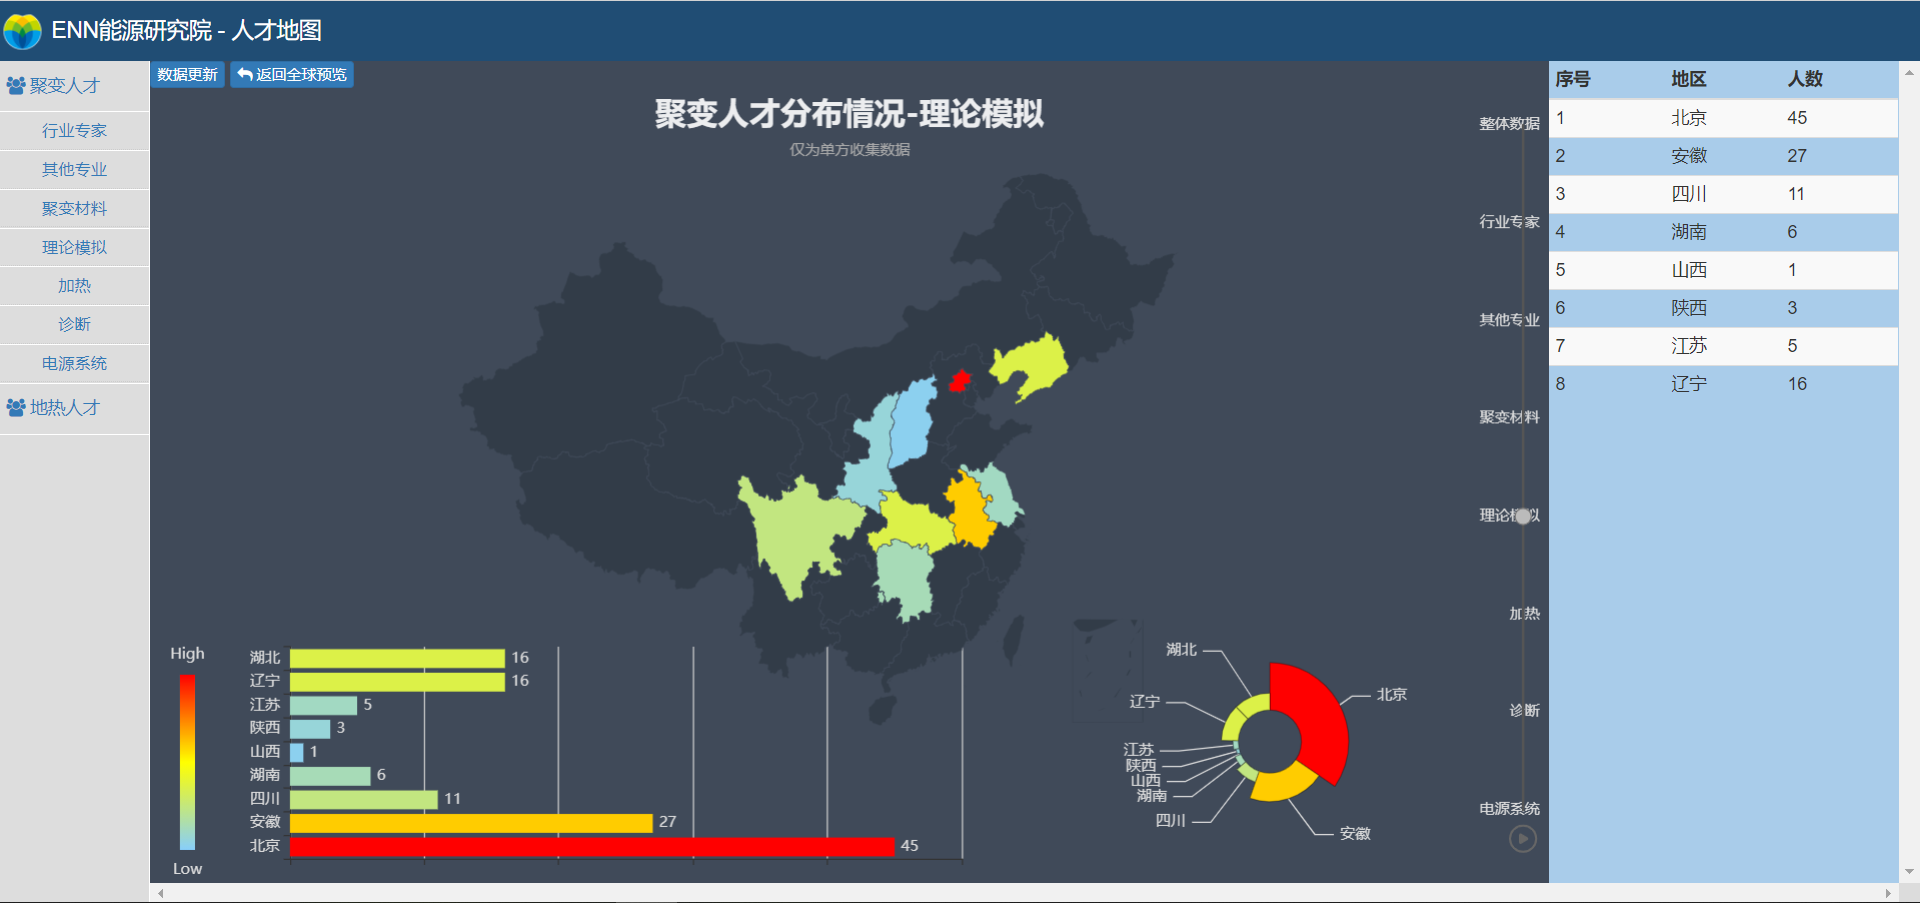 ENN能源研究院 - 人才地图
聚变人才
行业专家
其他专业
聚变材料
理论模拟
加热
诊断
电源系统
地热人才
数据更新 返回全球预览
聚变人才分布情况-理论模拟
仅为单方收集数据
High
Low
湖北 16
辽宁 16
江苏 5
陕西 3
山西 1
湖南 6
四川 11
安徽 27
北京 45
湖北
辽宁
江苏
陕西
山西
湖南
四川
北京
安徽
整体数据
行业专家
其他专业
聚变材料
理论模拟
加热
诊断
电源系统
序号 地区 人数
1 北京 45
2 安徽 27
3 四川 11
4 湖南 6
5 山西 1
6 陕西 3
7 江苏 5
8 辽宁 16